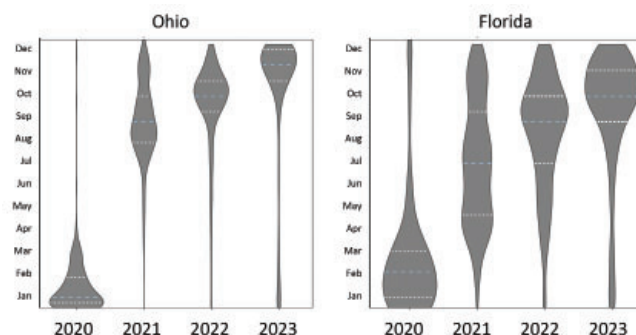 Ohio
Dec
Nov
Oct
Sep
Aug
Jul
Jun
May
Apr
Mar
Feb
Jan
2020 2021 2022 2023
Florida
Dec
Nov
Oct
Sep
Aug
Jul
Jun
May
Apr
Mar
Feb
Jan
2020 2021 2022 2023